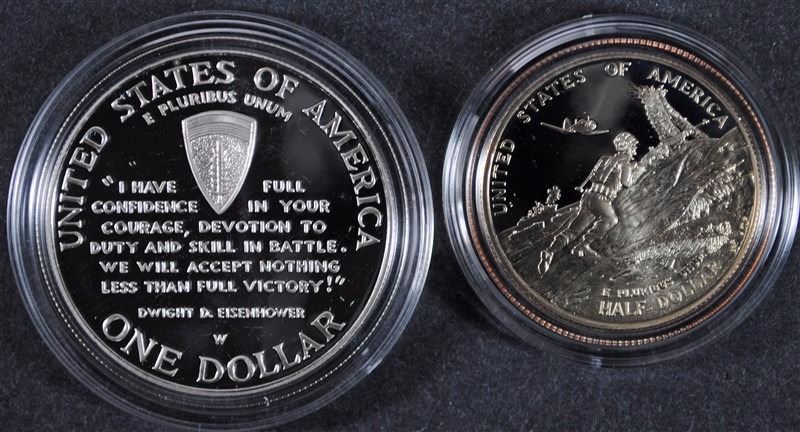 UNITED STATES OF AMERICA
E PLURIBUS UNUM
"I HAVE FULL
CONFIDENCE IN YOUR
COURAGE, DEVOTION TO
DUTY AND SKILL IN BATTLE.
WE WILL ACCEPT NOTHING
LESS THAN FULL VICTORY!"
DWIGHT D. EISENHOWER
W
ONE DOLLAR
UNITED STATES OF AMERICA
E PLURIBUS
HALF DOLLAR